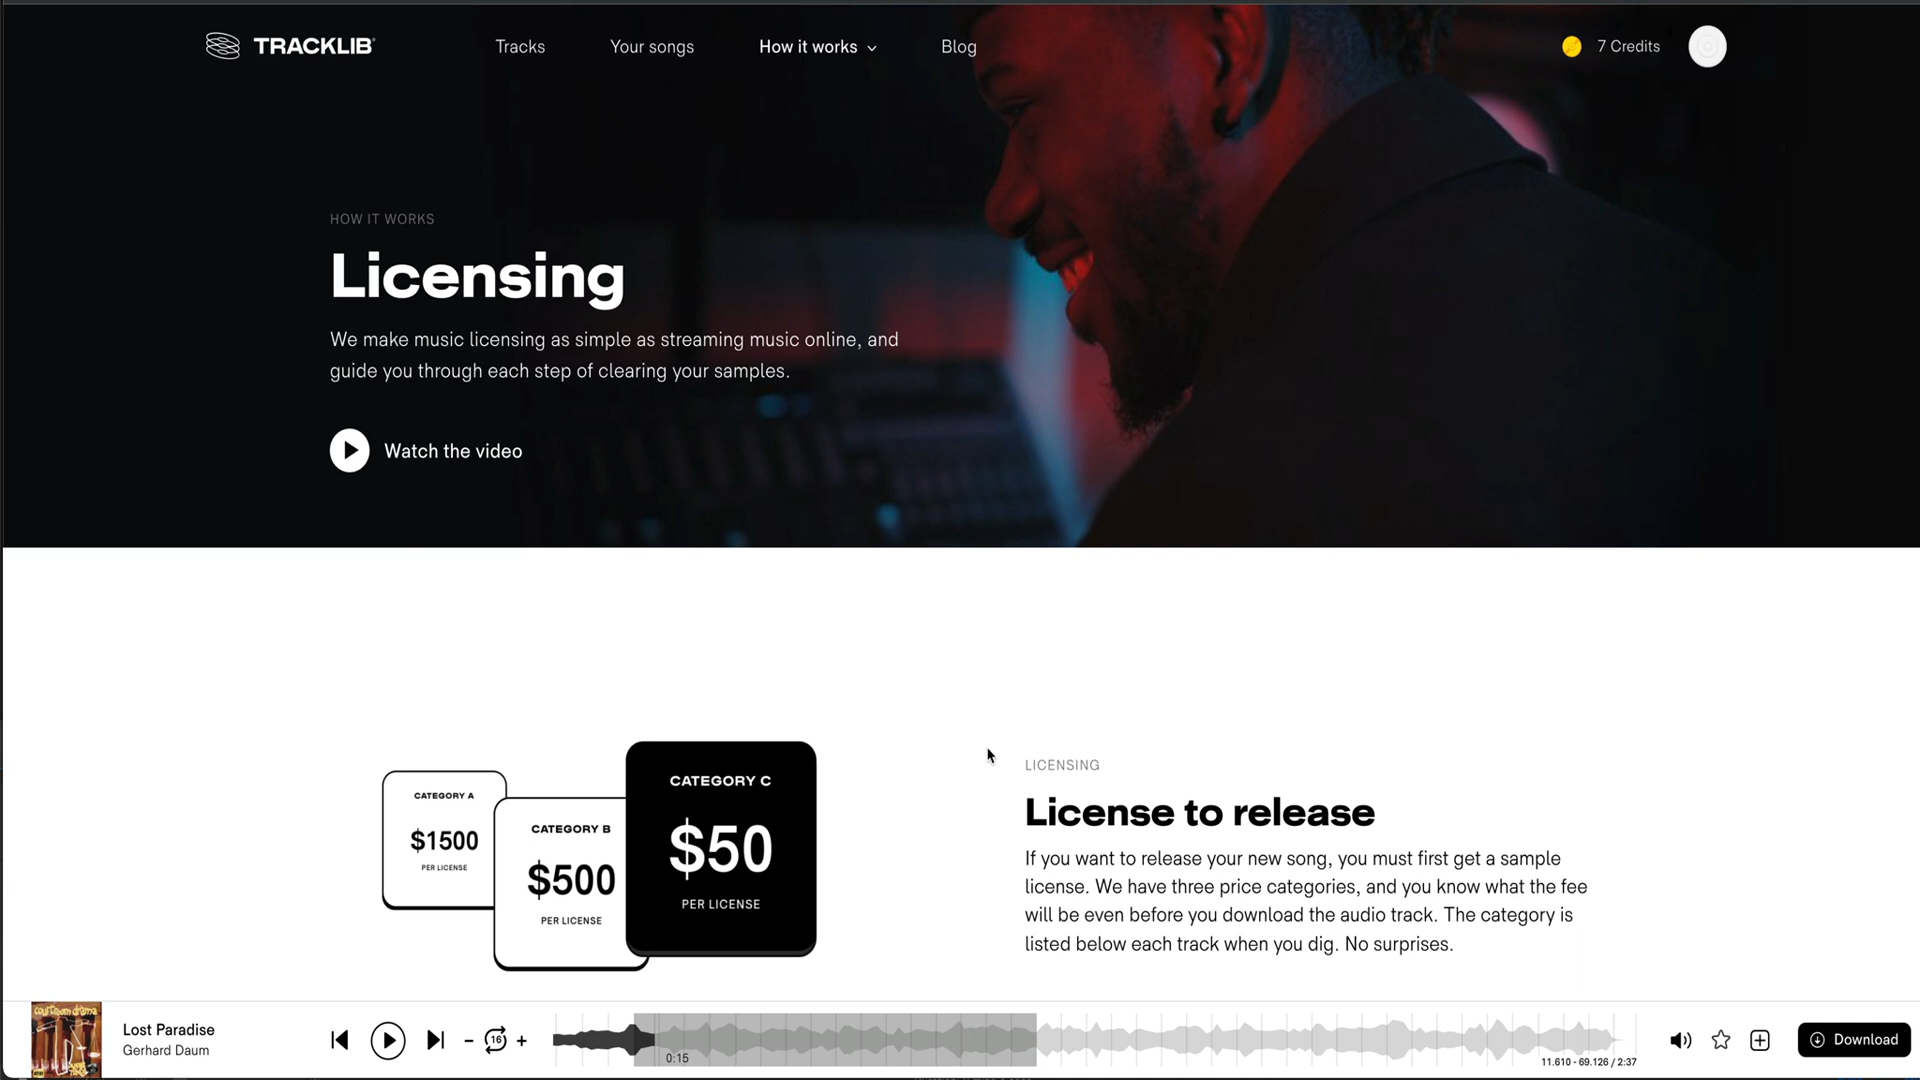 TRACKLIB
Tracks
Your songs
How it works
Blog
7 Credits
HOW IT WORKS
Licensing
We make music licensing as simple as streaming music online, and
guide you through each step of clearing your samples.
Watch the video
CATEGORY A
$1500
PER LICENSE
CATEGORY B
$500
PER LICENSE
CATEGORY C
$50
PER LICENSE
LICENSING
License to release
If you want to release your new song, you must first get a sample
license. We have three price categories, and you know what the fee
will be even before you download the audio track. The category is
listed below each track when you dig. No surprises.
courtroom drama
Lost Paradise
Gerhard Daum
16
0:15
11.610 - 69.126 / 2:37
Download